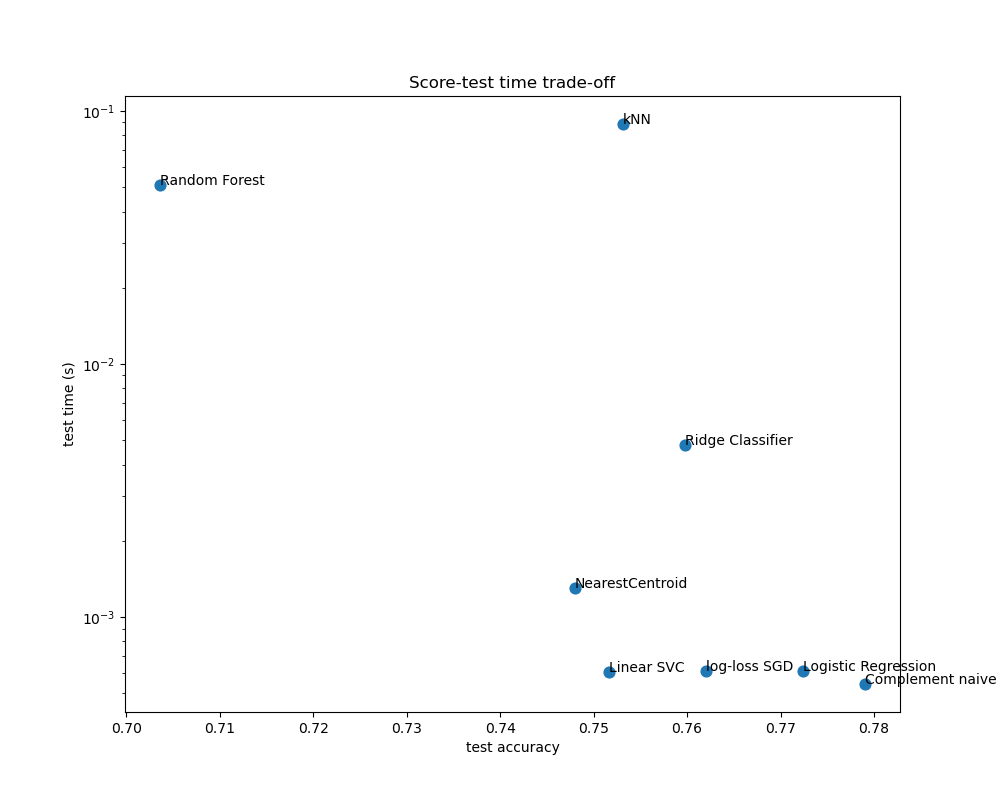 Score-test time trade-off
10⁻¹
kNN
Random Forest
10⁻²
test time (s)
Ridge Classifier
NearestCentroid
10⁻³
Linear SVC
log-loss SGD
Logistic Regression
Complement naive
0.70 0.71 0.72 0.73 0.74 0.75 0.76 0.77 0.78
test accuracy